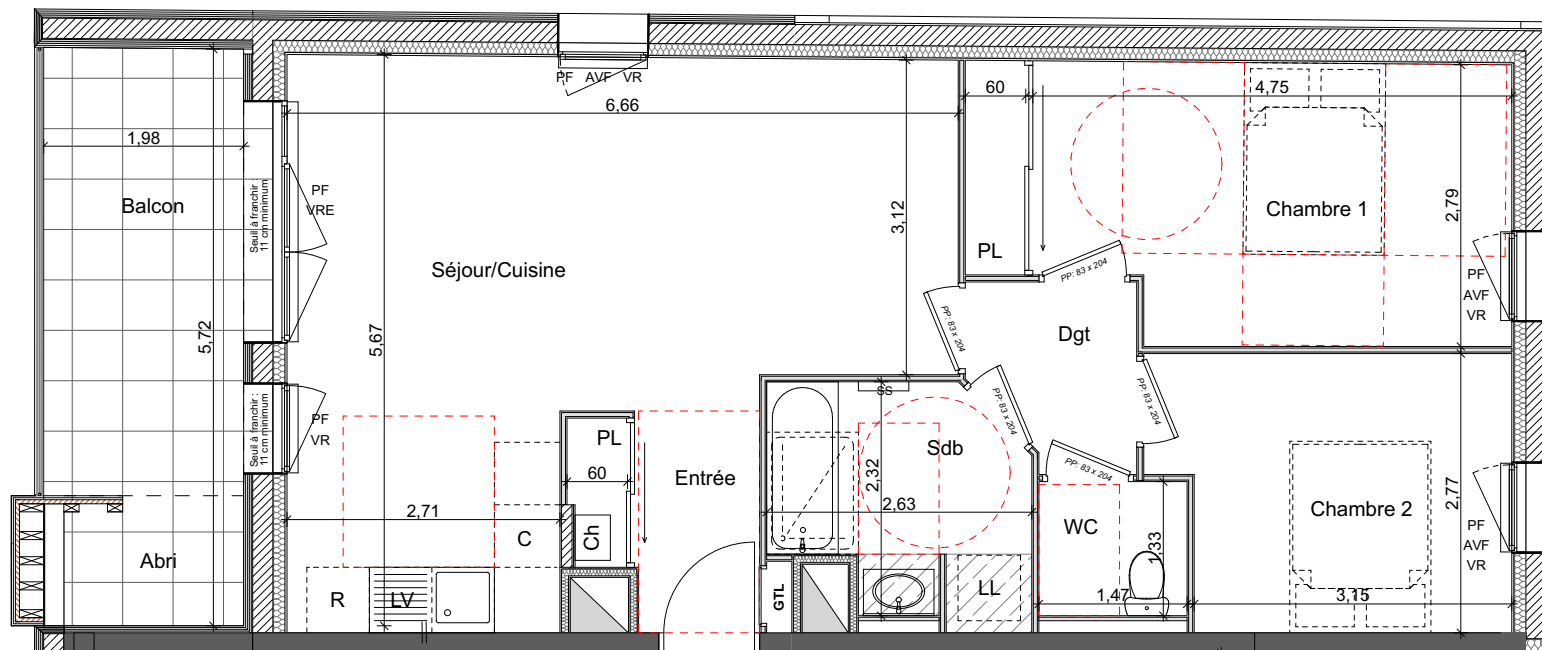 PF AVF VR
6,66
60
4,75
1,98
Balcon
Seuil à franchir :
11 cm minimum
PF
VRE
3,12
Chambre 1
2,79
Séjour/Cuisine
PL
PP: 83 x 204
PF
AVF
VR
5,72
5,67
PP: 83 x 204
Dgt
PP: 83 x 204
PP: 83 x 204
SS
Seuil à franchir :
11 cm minimum
PF
VR
PL
60
Entrée
Sdb
2,32
2,63
PP: 83 x 204
2,71
C
Ch
WC
1,33
Chambre 2
2,77
PF
AVF
VR
Abri
R
LV
GTL
LL
1,47
3,15